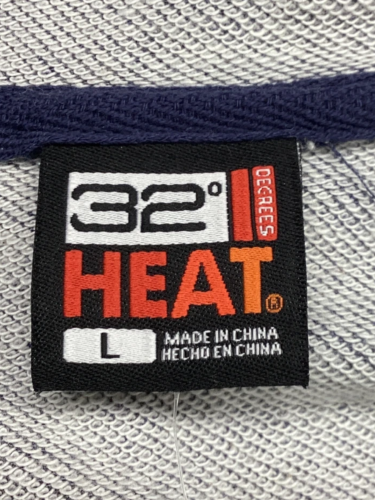 32° DEGREES
HEAT®
L
MADE IN CHINA
HECHO EN CHINA